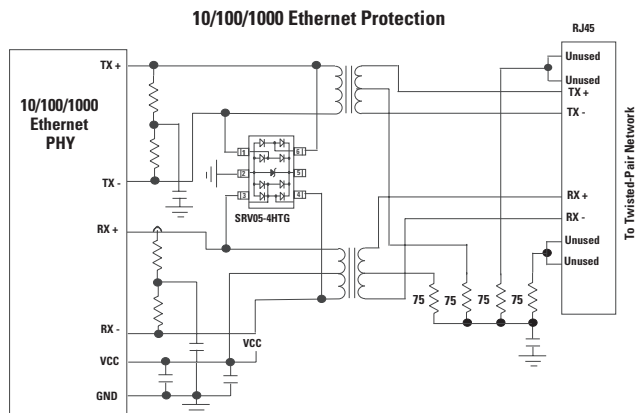 10/100/1000 Ethernet Protection
RJ45
10/100/1000
Ethernet
PHY
TX +
TX -
RX +
RX -
VCC
GND
1
2
3
6
5
4
SRV05-4HTG
VCC
75
75
75
75
Unused
Unused
TX +
TX -
RX +
RX -
Unused
Unused
To Twisted-Pair Network